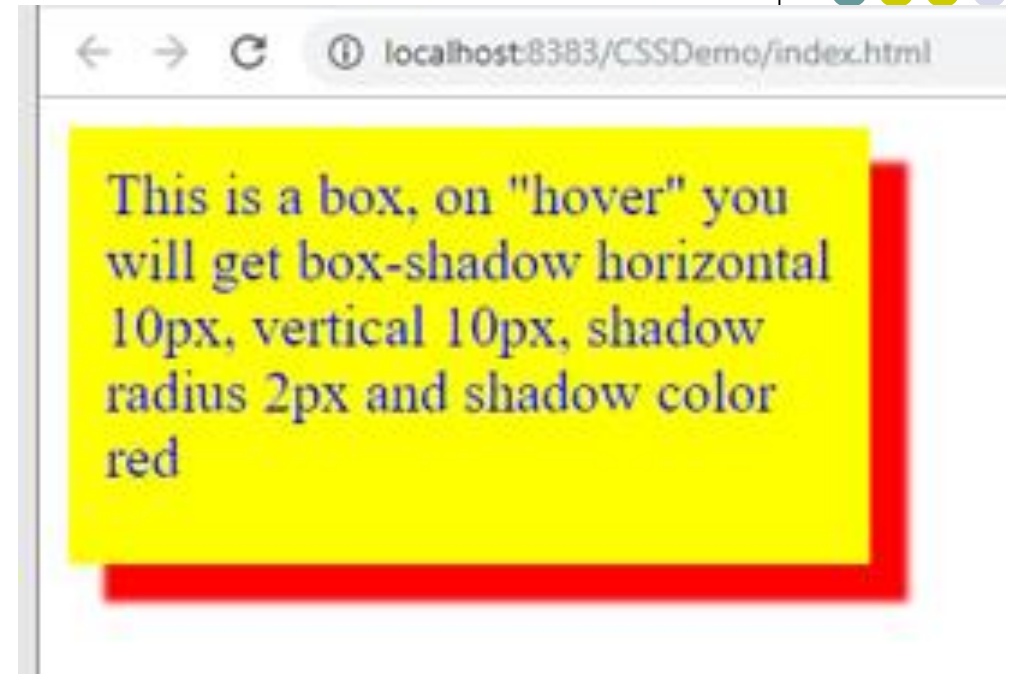 localhost:8383/CSSDemo/index.html
This is a box, on "hover" you
will get box-shadow horizontal
10px, vertical 10px, shadow
radius 2px and shadow color
red